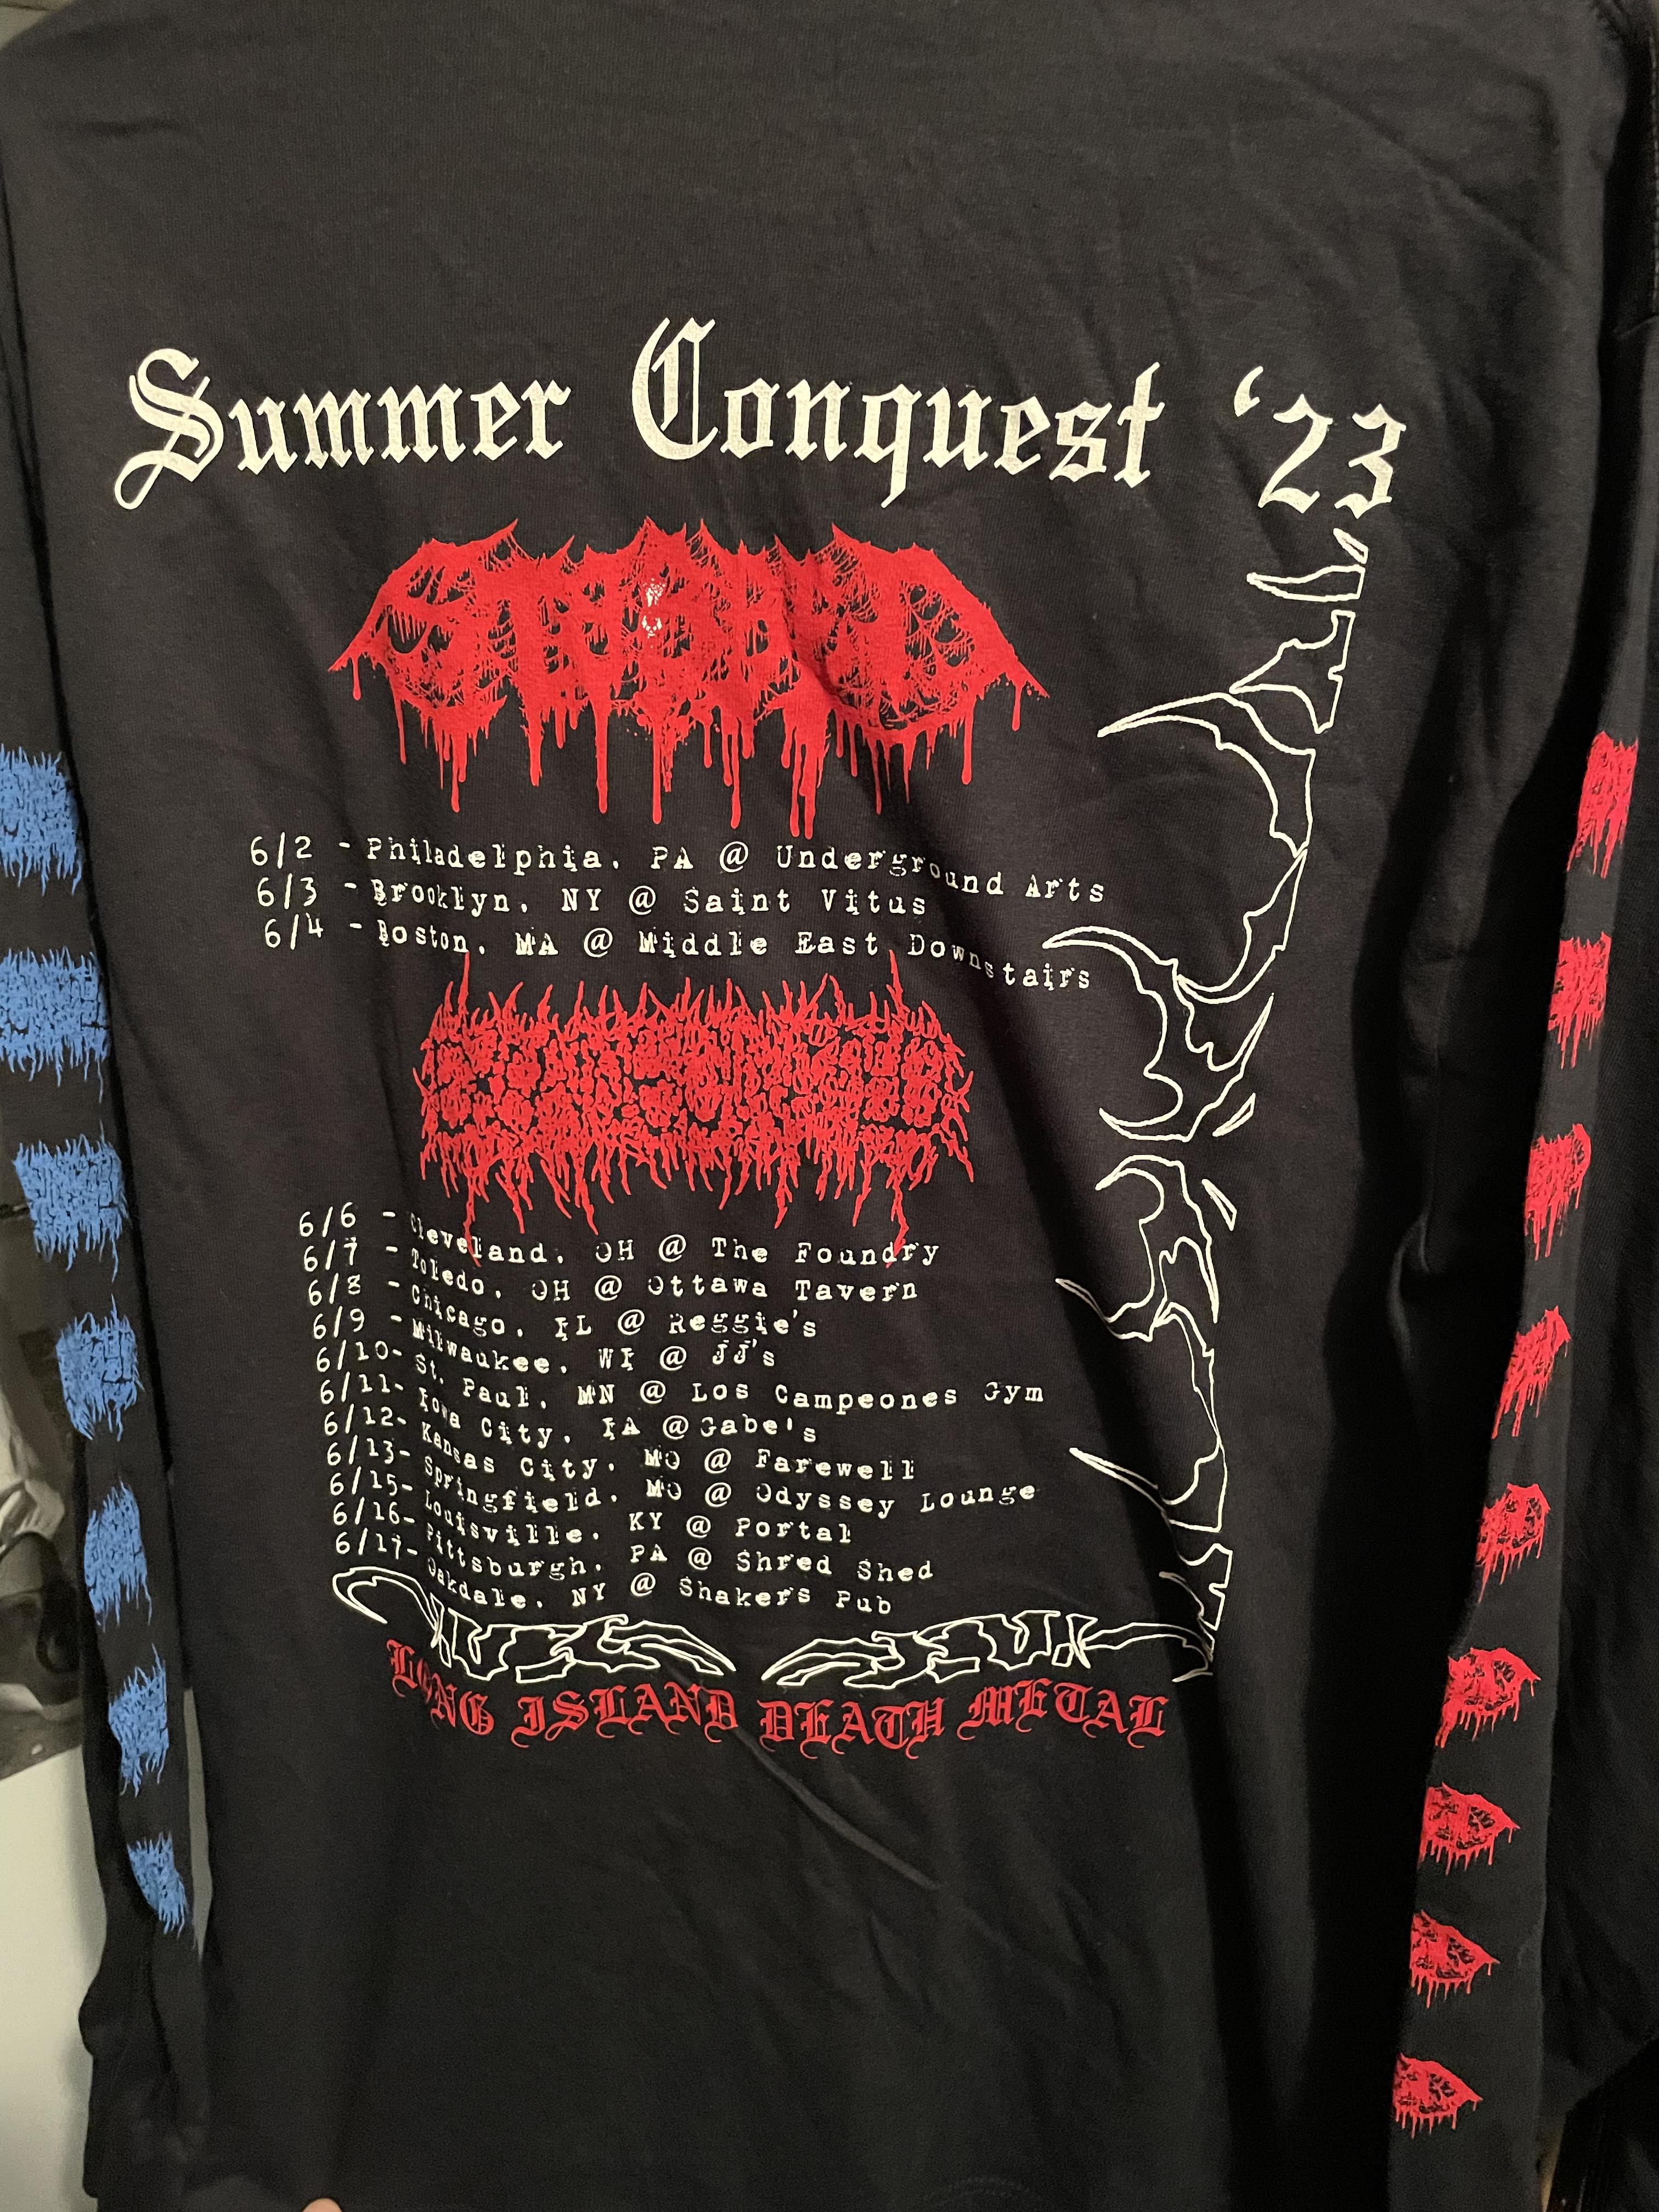 Summer Conquest '23
6/2 - Philadelphia, PA @ Underground Arts
6/3 - Brooklyn, NY @ Saint Vitus
6/4 - Boston, MA @ Middle East Downstairs
6/6 - Cleveland, OH @ The Foundry
6/7 - Toledo, OH @ Ottawa Tavern
6/8 - Chicago, IL @ Reggie's
6/9 - Milwaukee, WI @ JJ's
6/10- St. Paul, MN @ Los Campeones Gym
6/11- Iowa City, IA @ Gabe's
6/12- Kansas City, MO @ Farewell
6/13- Springfield, MO @ Odyssey Lounge
6/15- Louisville, KY @ Portal
6/16- Pittsburgh, PA @ Shred Shed
6/17- Oakdale, NY @ Shakers Pub
LONG ISLAND DEATH METAL